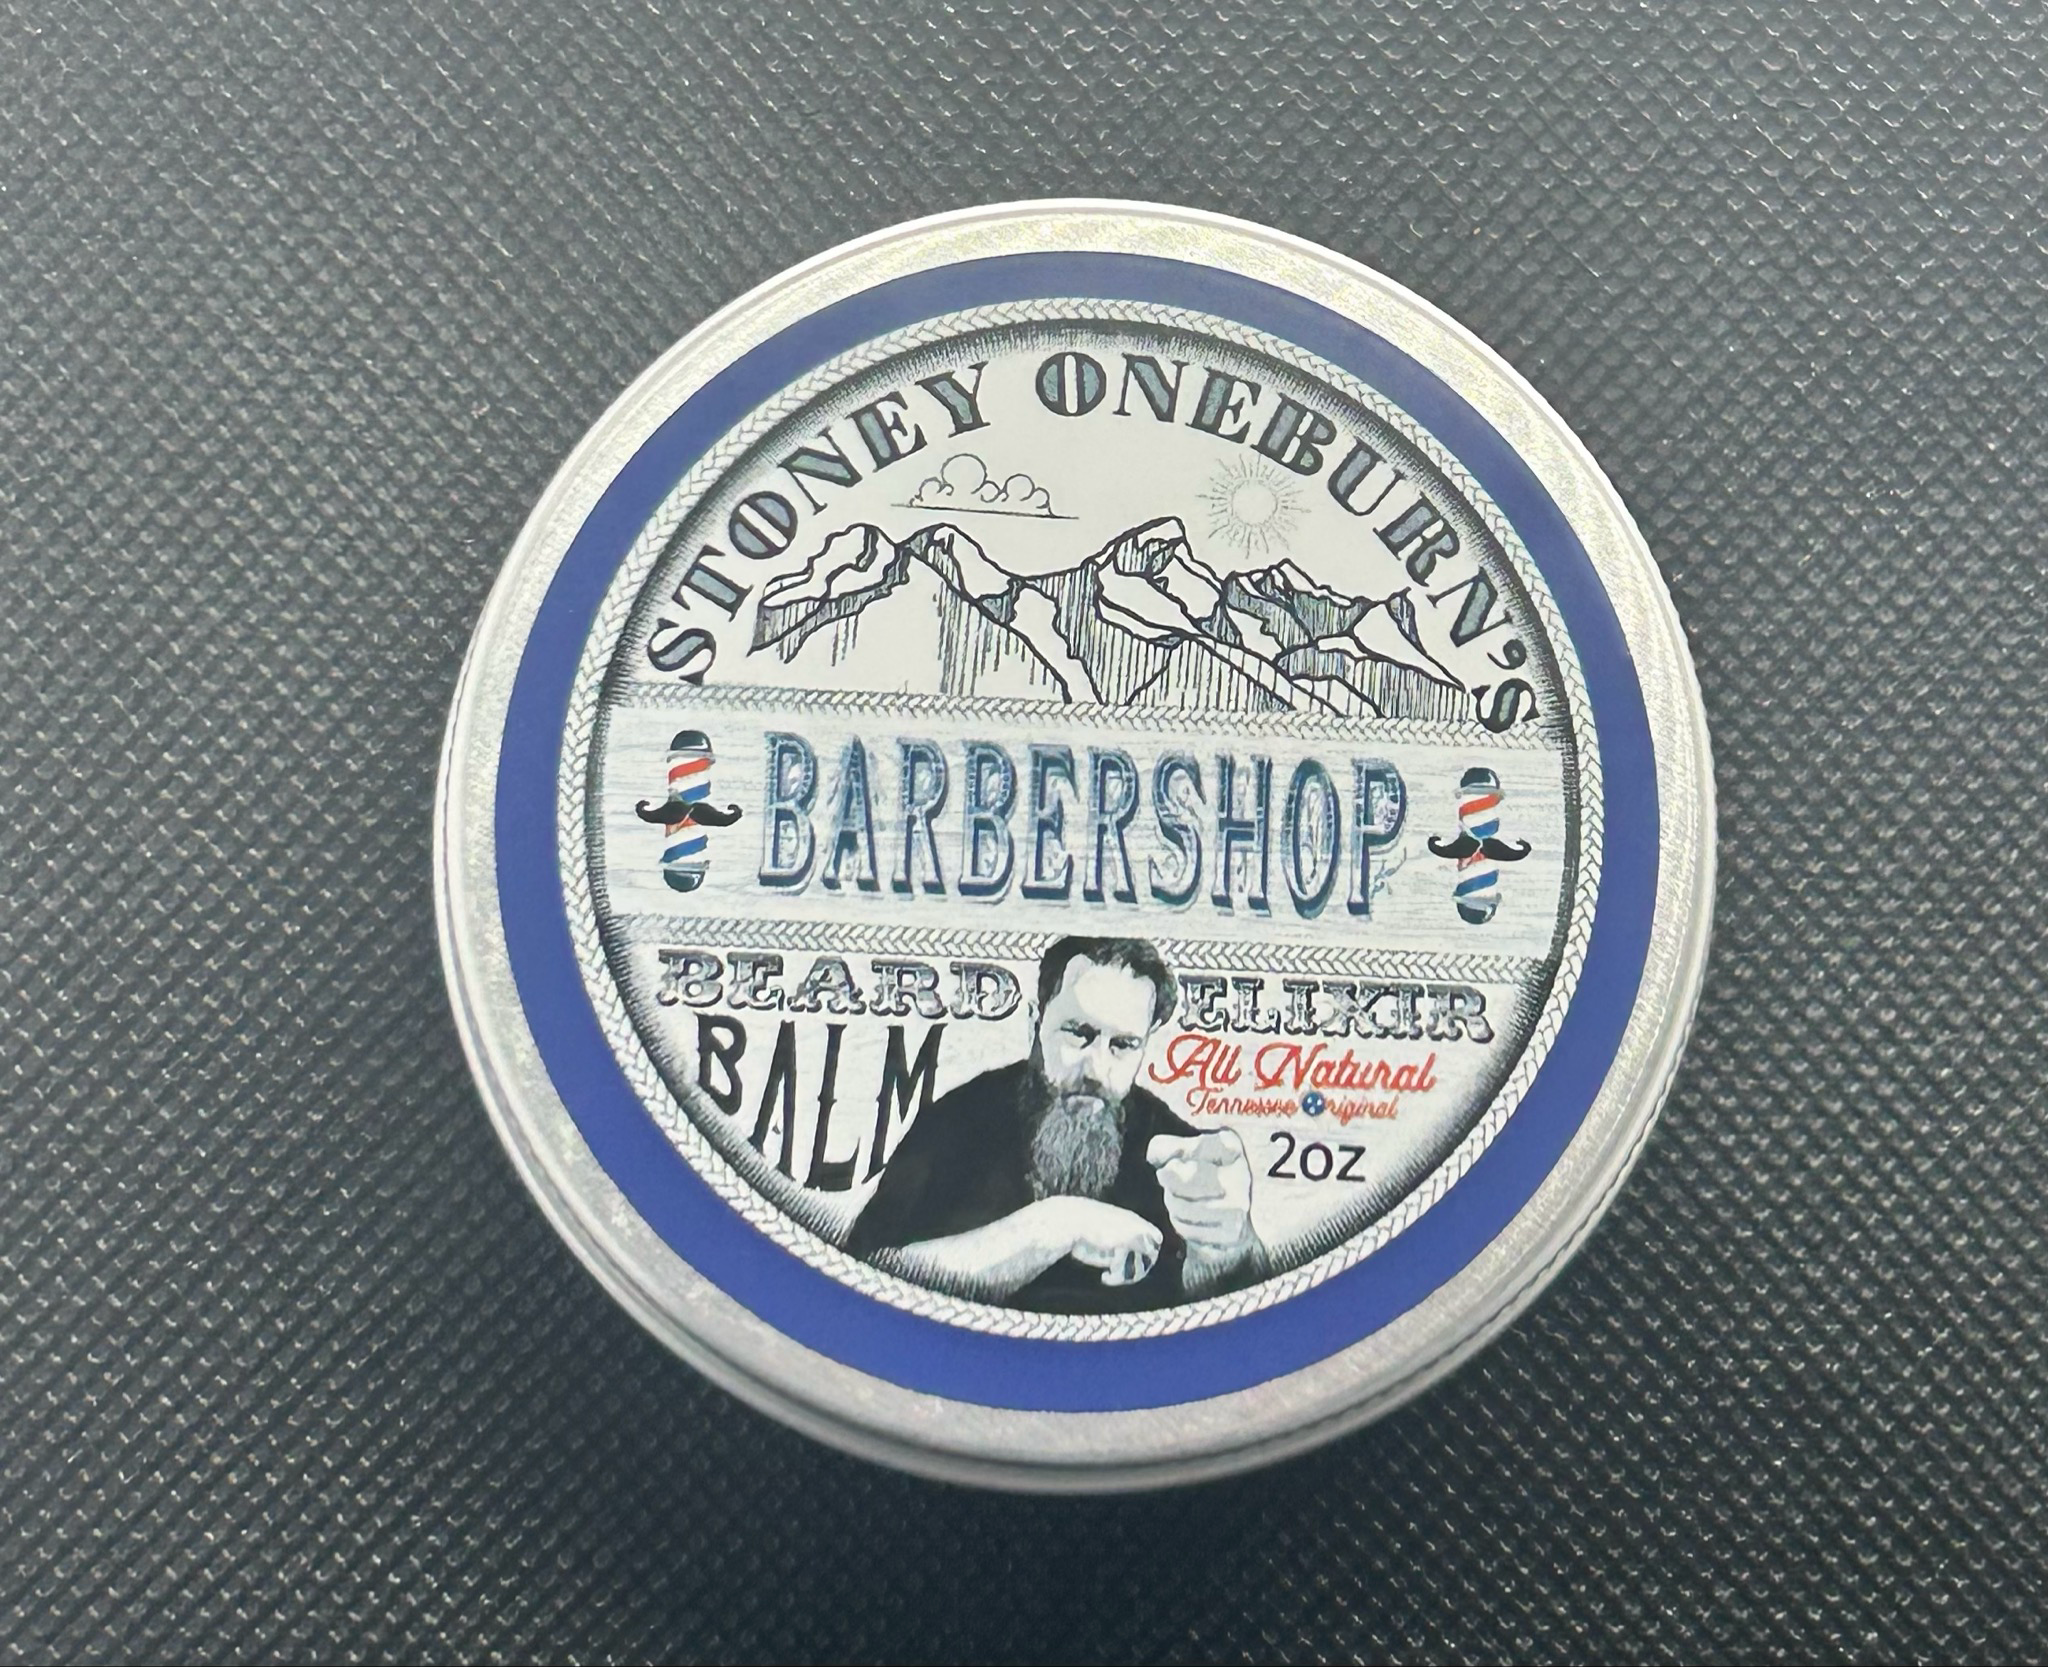 STONEY ONEBURN'S
BARBERSHOP
BEARD ELIXIR
BALM
All Natural
Tennessee Original
2oz